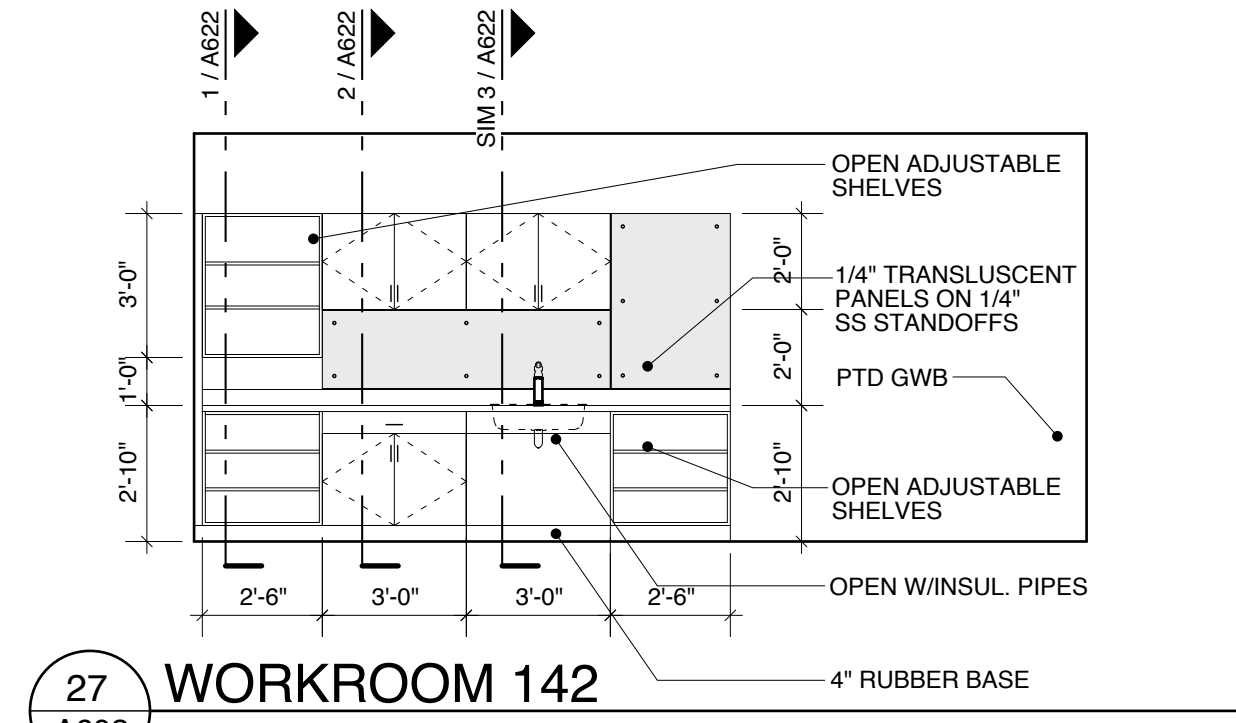 1 / A622
2 / A622
SIM 3 / A622
OPEN ADJUSTABLE
SHELVES
3'-0"
2'-0"
1/4" TRANSLUSCENT
PANELS ON 1/4"
SS STANDOFFS
1'-0"
2'-0"
PTD GWB
2'-10"
2'-10"
OPEN ADJUSTABLE
SHELVES
2'-6"
3'-0"
3'-0"
2'-6"
OPEN W/INSUL. PIPES
27
WORKROOM 142
4" RUBBER BASE